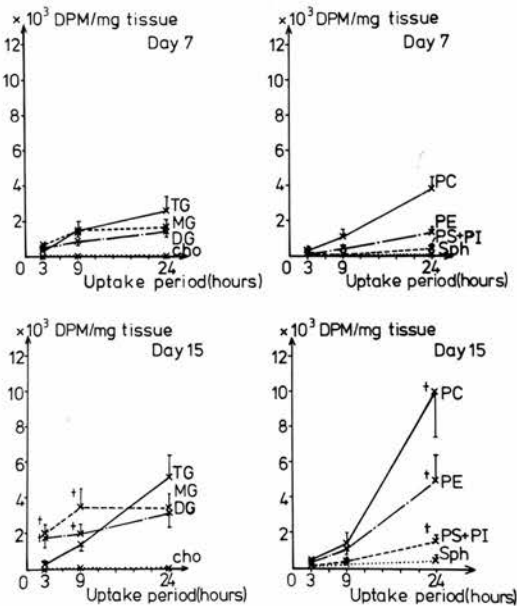 ×10³ DPM/mg tissue
Day 7
12
10
8
6
4
2
0
TG
MG
DG
cho
3 9 24
Uptake period(hours)
×10³ DPM/mg tissue
Day 7
12
10
8
6
4
2
0
PC
PE
PS+PI
Sph
3 9 24
Uptake period(hours)
×10³ DPM/mg tissue
Day 15
12
10
8
6
4
2
0
†
†
†
†
TG
MG
DG
cho
3 9 24
Uptake period(hours)
×10³ DPM/mg tissue
Day 15
12
10
8
6
4
2
0
† PC
† PE
† PS+PI
Sph
3 9 24
Uptake period(hours)